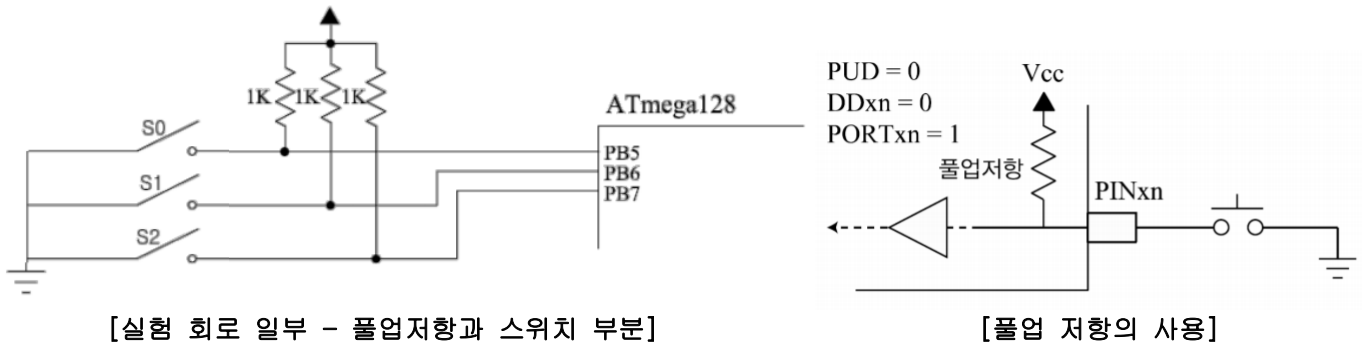 1K
1K
1K
ATmega128
S0
PB5
PB6
PB7
S1
S2
[실험 회로 일부 – 풀업저항과 스위치 부분]
PUD = 0
DDxn = 0
PORTxn = 1
Vcc
풀업저항
PINxn
[풀업 저항의 사용]